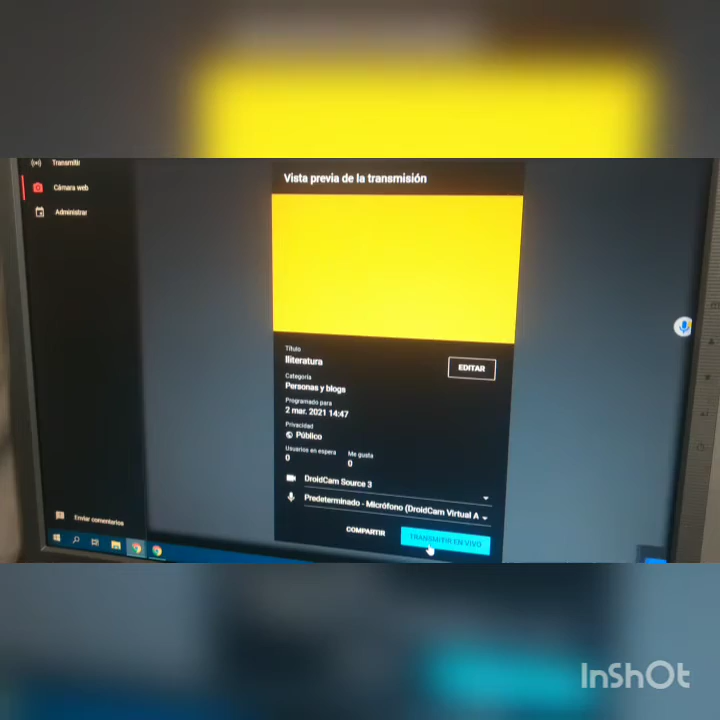 Transmitir
Cámara web
Administrar
Vista previa de la transmisión
Título
lliteratura
EDITAR
Categoría
Personas y blogs
Programado para
2 mar. 2021 14:47
Privacidad
Público
Usuarios en espera
Me gusta
0
0
DroidCam Source 3
Predeterminado - Micrófono (DroidCam Virtual A
COMPARTIR
TRANSMITIR EN VIVO
Enviar comentarios
InShOt